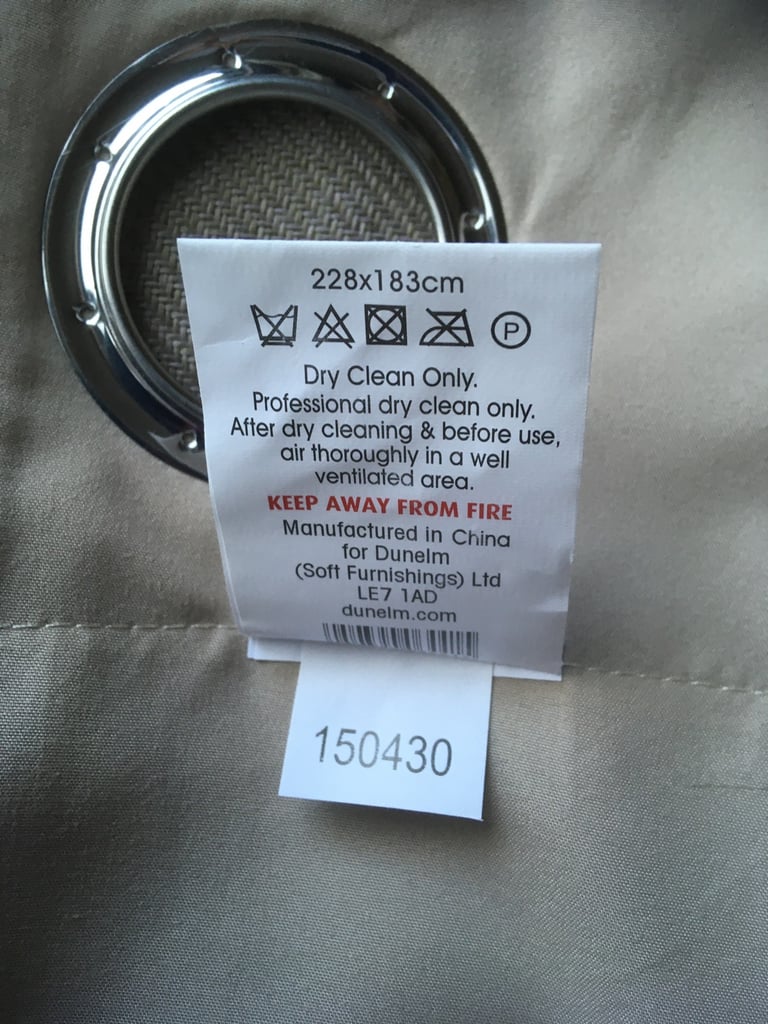 228x183cm
P
Dry Clean Only.
Professional dry clean only.
After dry cleaning & before use,
air thoroughly in a well
ventilated area.
KEEP AWAY FROM FIRE
Manufactured in China
for Dunelm
(Soft Furnishings) Ltd
LE7 1AD
dunelm.com
150430